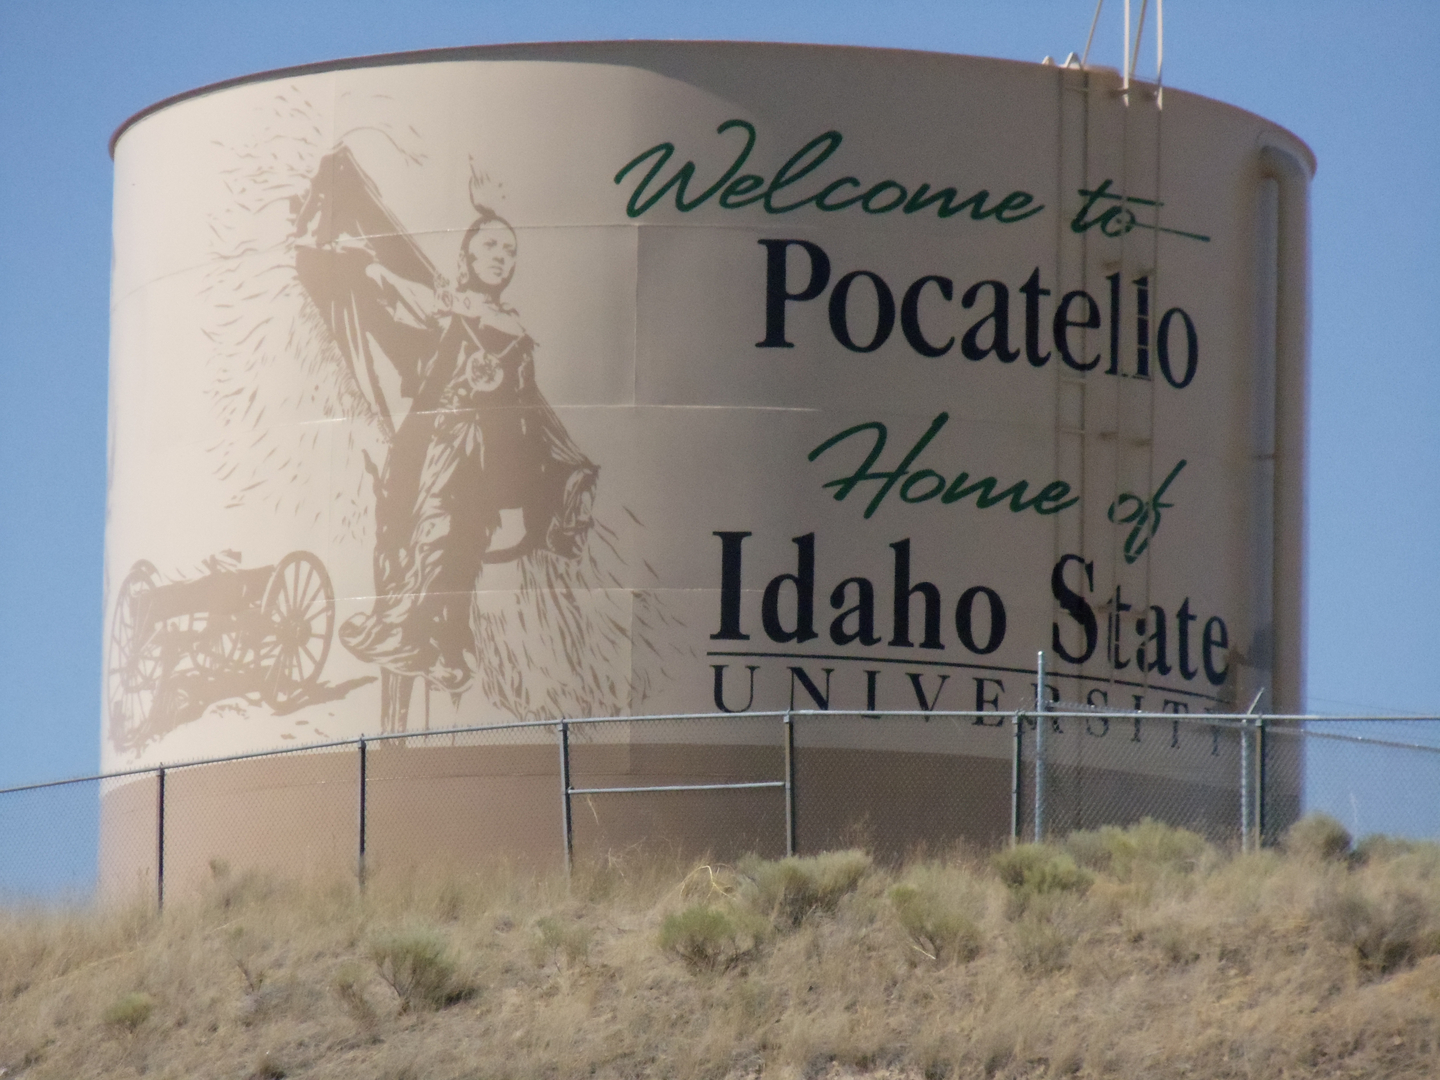 Welcome to
Pocatello
Home of
Idaho State
UNIVERSITY